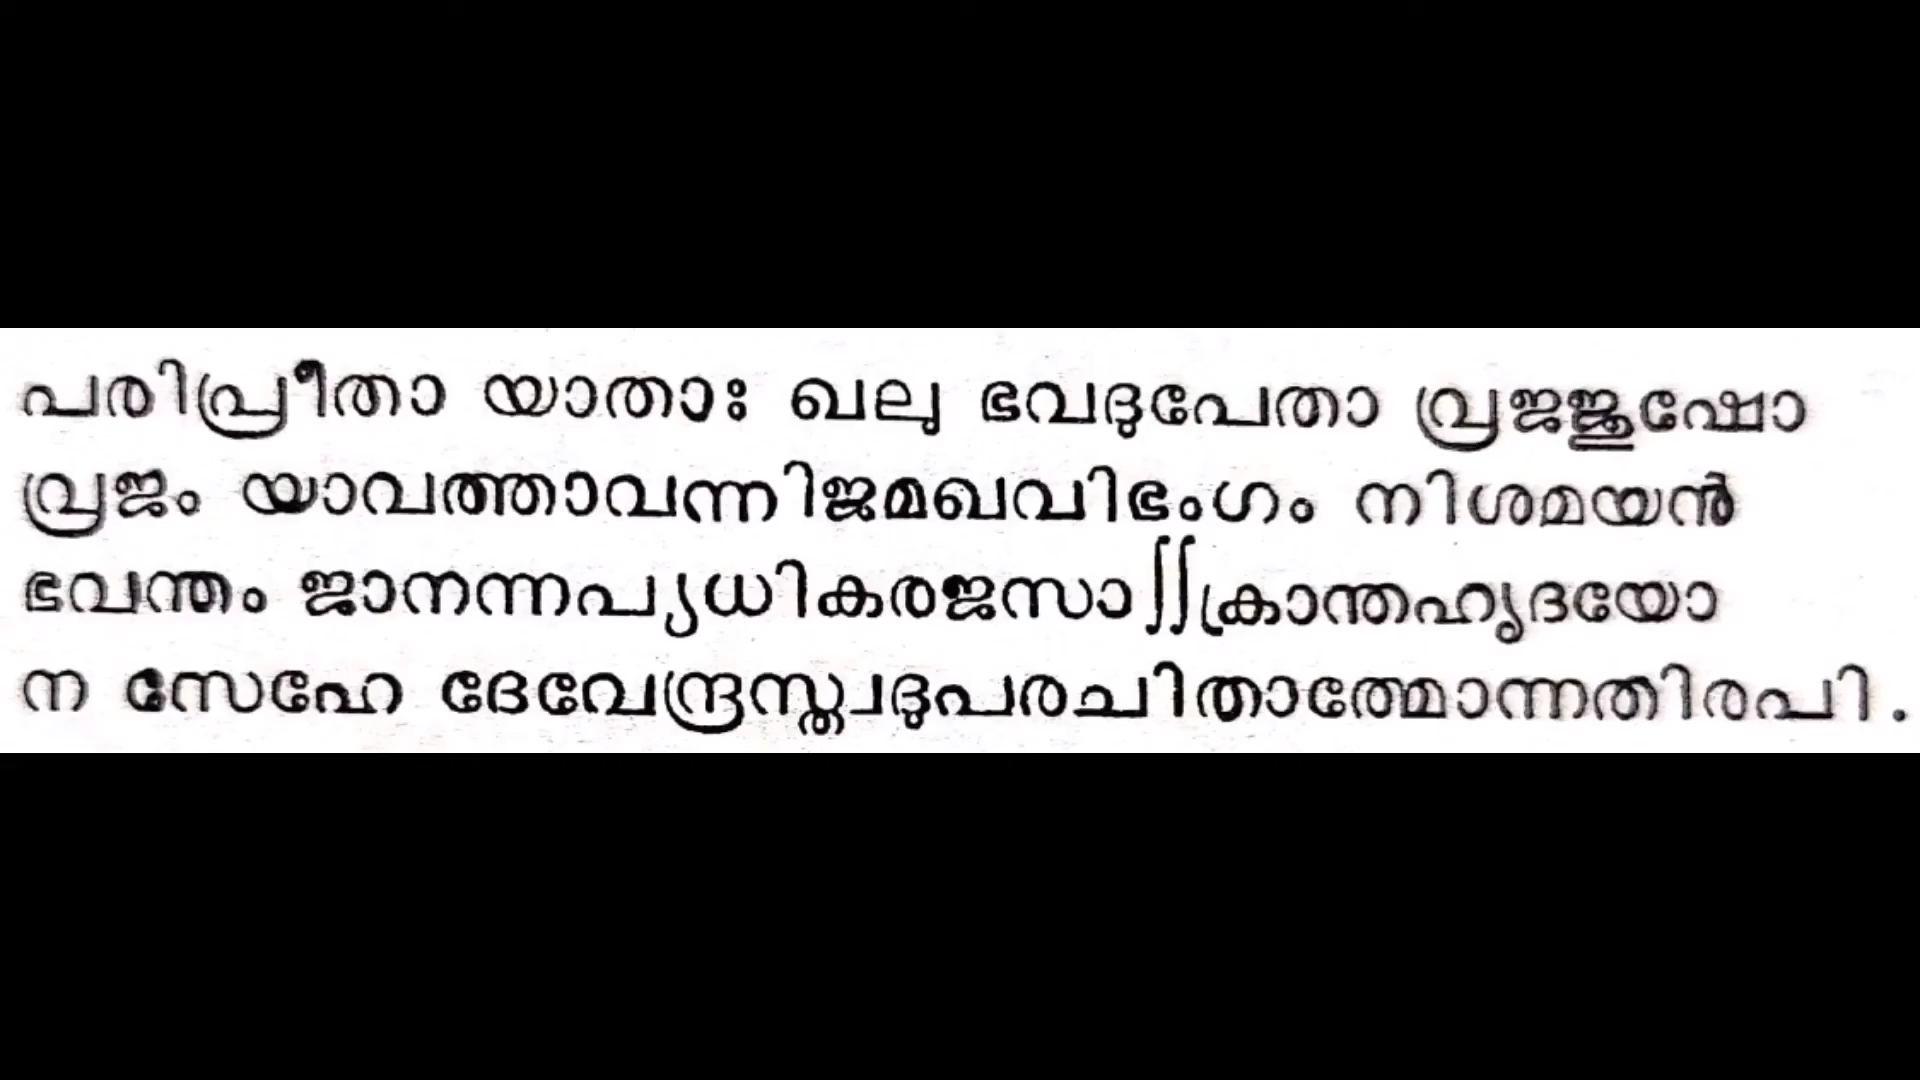 പരിപ്രീതാ യാതാഃ ഖലു ഭവദുപേതാ വ്രജജ്ജുഷോ
വ്രജം യാവത്താവന്നിജമഖവിഭംഗം നിശമയൻ
ഭവന്തം ജാനന്നപ്യധികരജസാ∬ക്രാന്തഹൃദയോ
ന സേഹേ ദേവേന്ദ്രസ്ത്വദുപരചിതാത്മോന്നതിരപി .